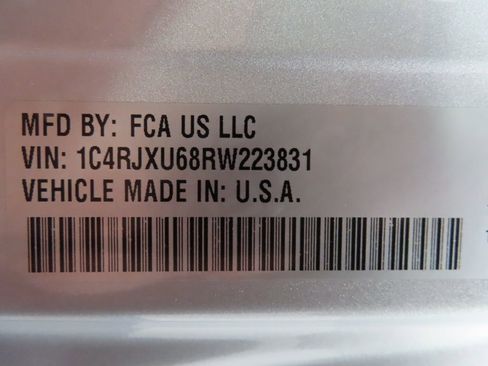 MFD BY: FCA US LLC
VIN: 1C4RJXU68RW223831
VEHICLE MADE IN: U.S.A.